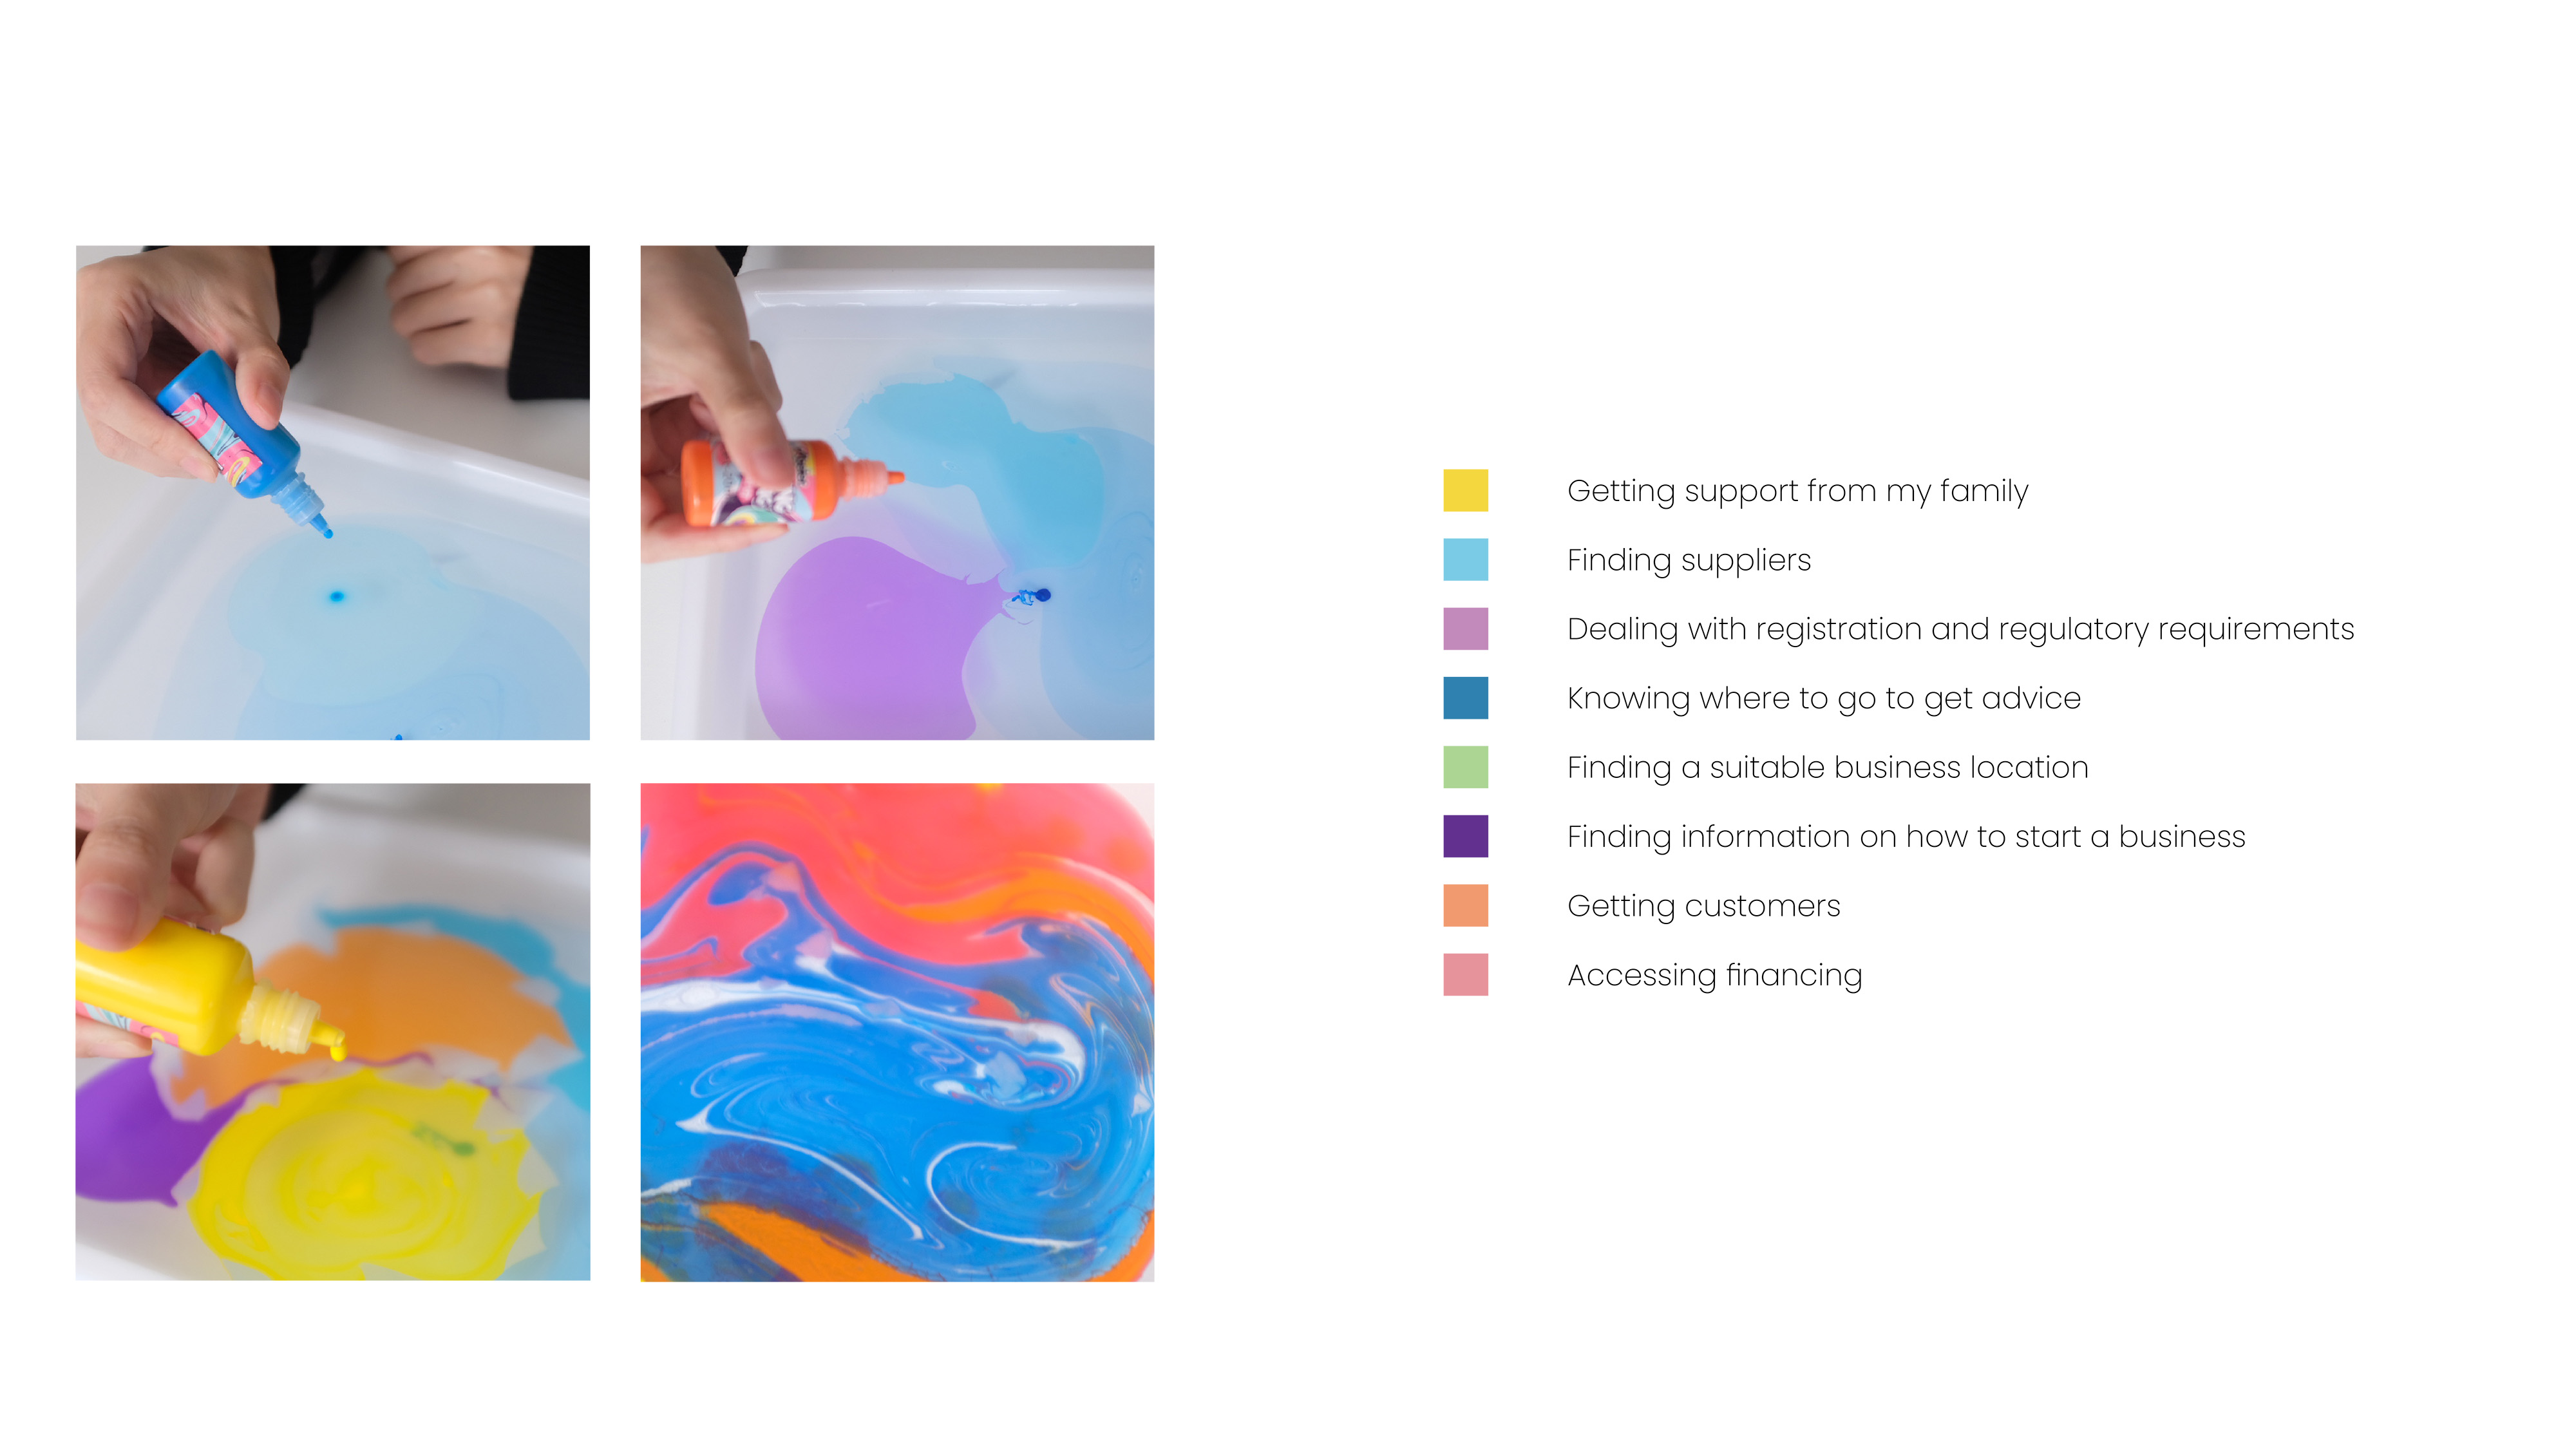 Getting support from my family
Finding suppliers
Dealing with registration and regulatory requirements
Knowing where to go to get advice
Finding a suitable business location
Finding information on how to start a business
Getting customers
Accessing financing